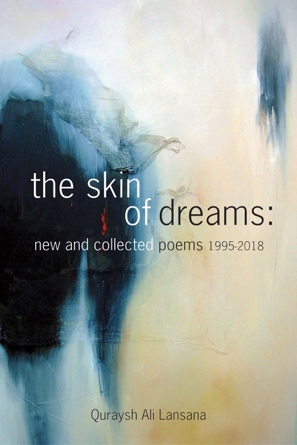 the skin
of dreams:
new and collected poems 1995-2018
Quraysh Ali Lansana